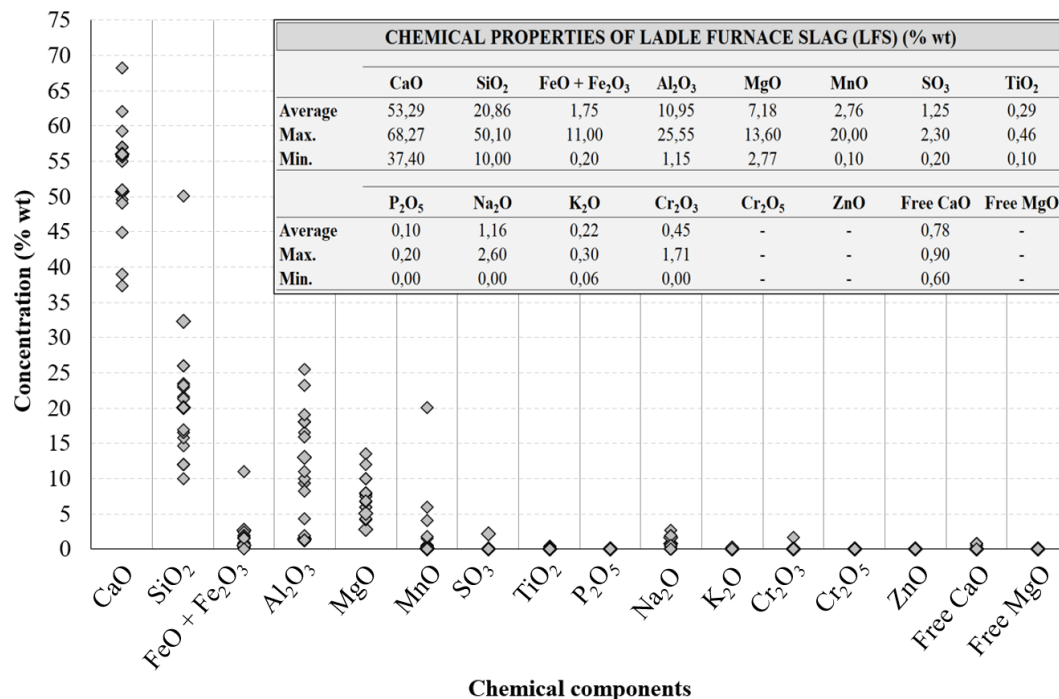 CHEMICAL PROPERTIES OF LADLE FURNACE SLAG (LFS) (% wt)
CaO SiO₂ FeO + Fe₂O₃ Al₂O₃ MgO MnO SO₃ TiO₂
Average 53,29 20,86 1,75 10,95 7,18 2,76 1,25 0,29
Max. 68,27 50,10 11,00 25,55 13,60 20,00 2,30 0,46
Min. 37,40 10,00 0,20 1,15 2,77 0,10 0,20 0,10
P₂O₅ Na₂O K₂O Cr₂O₃ Cr₂O₅ ZnO Free CaO Free MgO
Average 0,10 1,16 0,22 0,45 - - 0,78 -
Max. 0,20 2,60 0,30 1,71 - - 0,90 -
Min. 0,00 0,00 0,06 0,00 - - 0,60 -
Concentration (% wt)
75
70
65
60
55
50
45
40
35
30
25
20
15
10
5
0
CaO
SiO₂
FeO + Fe₂O₃
Al₂O₃
MgO
MnO
SO₃
TiO₂
P₂O₅
Na₂O
K₂O
Cr₂O₃
Cr₂O₅
ZnO
Free CaO
Free MgO
Chemical components